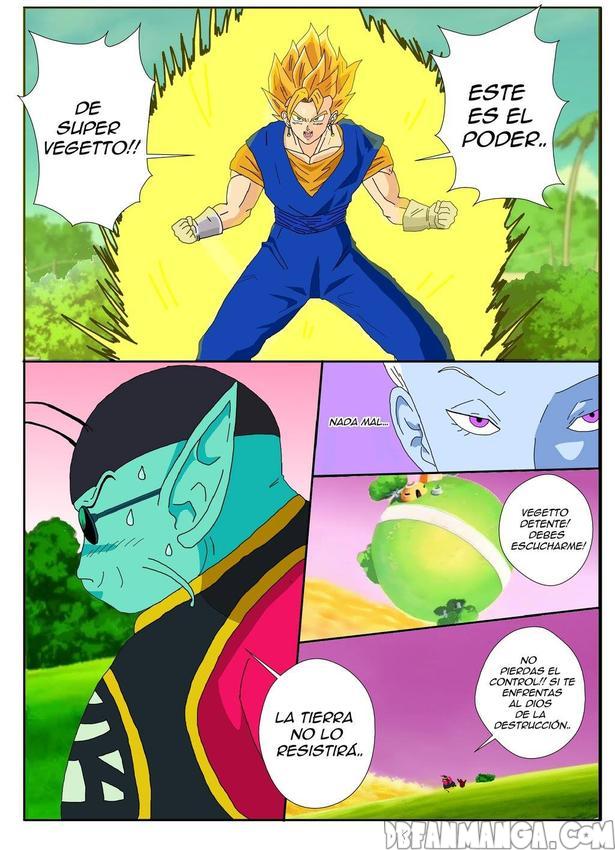 ESTE
ES EL
PODER..
DE
SUPER
VEGETTO!!
NADA MAL...
VEGETTO
DETENTE!
DEBES
ESCUCHARME!
NO
PIERDAS EL
CONTROL!! SI TE
ENFRENTAS
AL DIOS
DE LA
DESTRUCCIÓN..
LA TIERRA
NO LO
RESISTIRÁ..
DBFANMANGA.COM